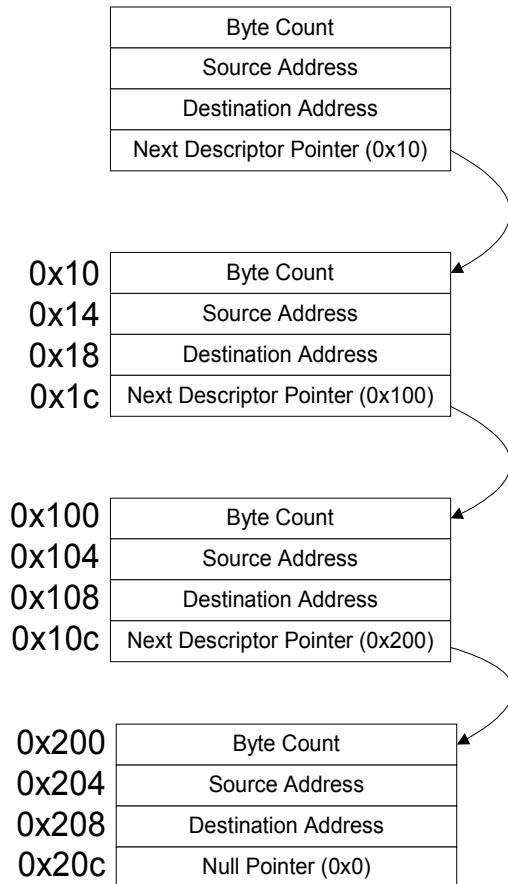 Byte Count
Source Address
Destination Address
Next Descriptor Pointer (0x10)
0x10 Byte Count
0x14 Source Address
0x18 Destination Address
0x1c Next Descriptor Pointer (0x100)
0x100 Byte Count
0x104 Source Address
0x108 Destination Address
0x10c Next Descriptor Pointer (0x200)
0x200 Byte Count
0x204 Source Address
0x208 Destination Address
0x20c Null Pointer (0x0)